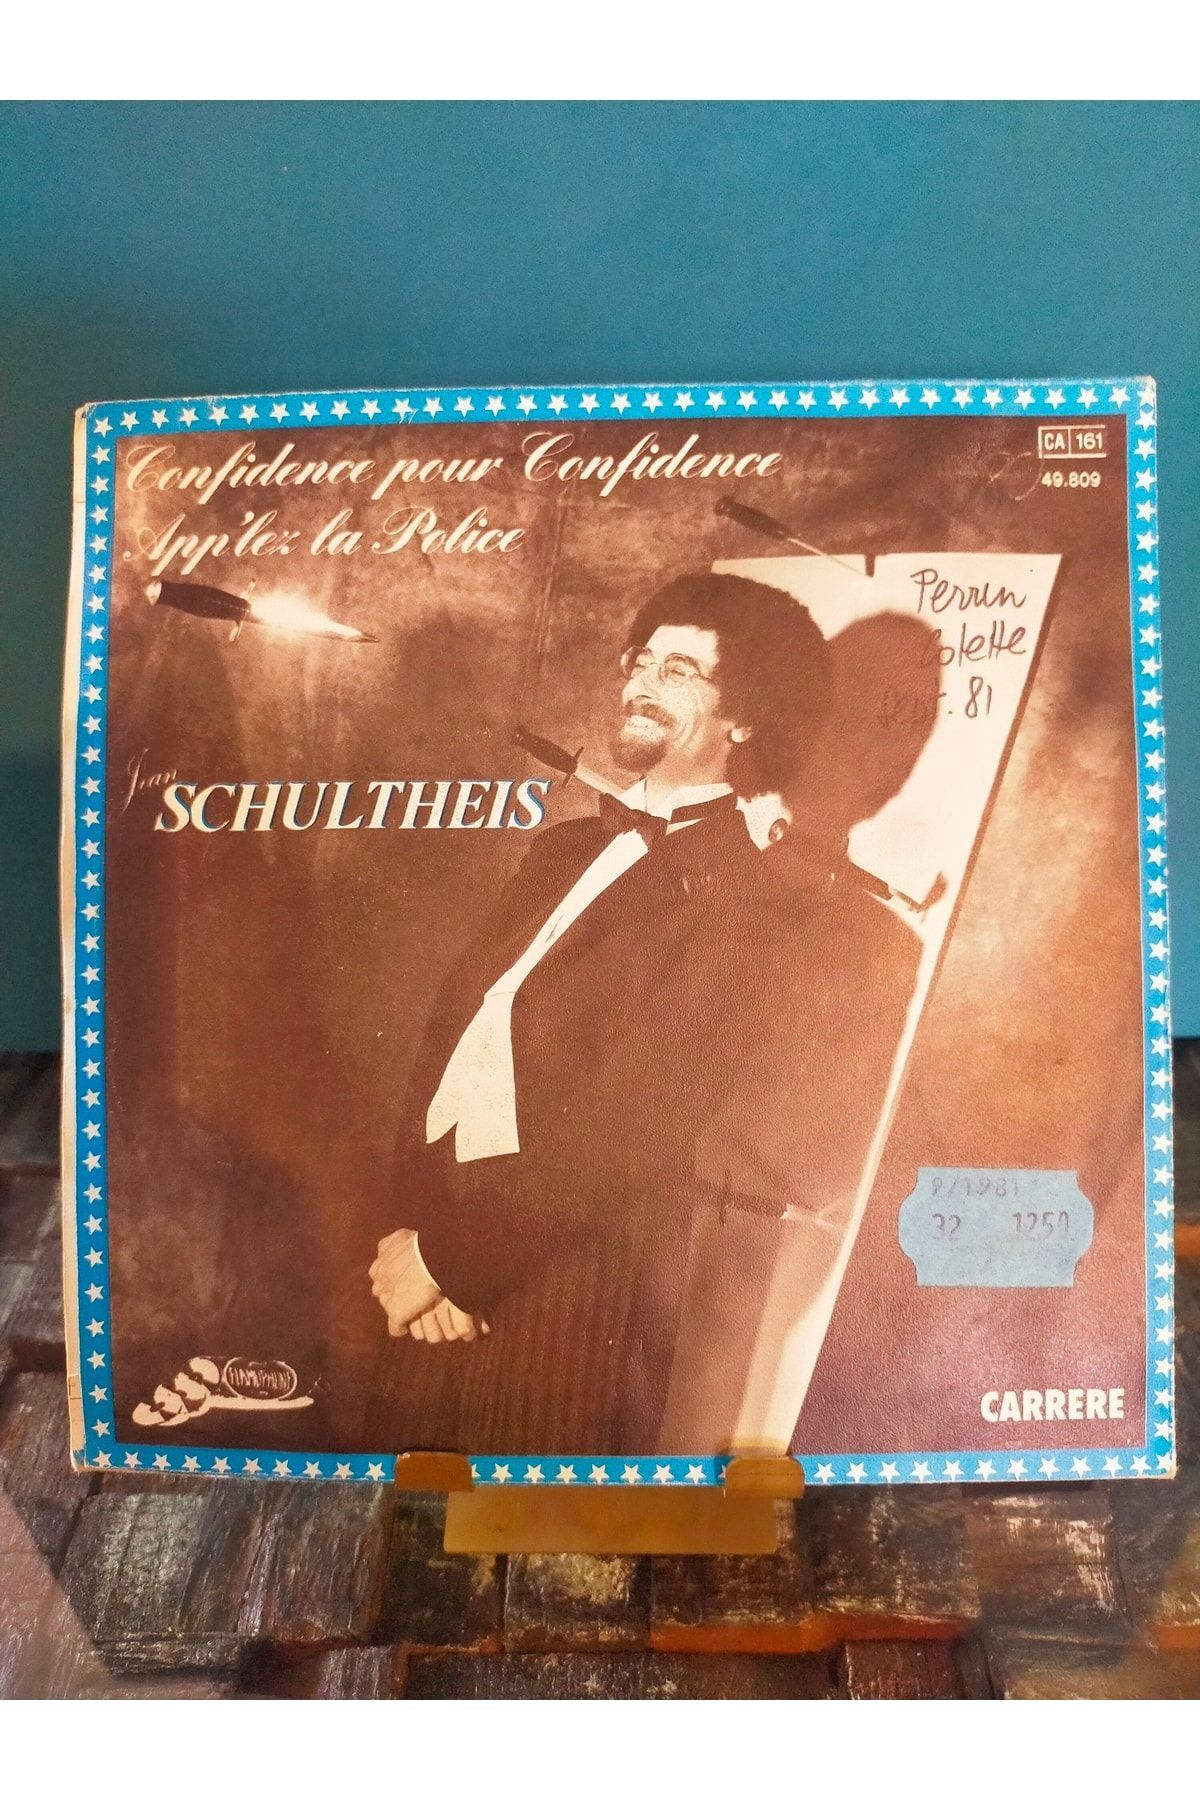 Confidence pour Confidence
App'lez la Police
CA 161
49.809
Perrin
Colette
81
Jean
SCHULTHEIS
9/1981
32 1250
FLAMOPHONE
CARRERE